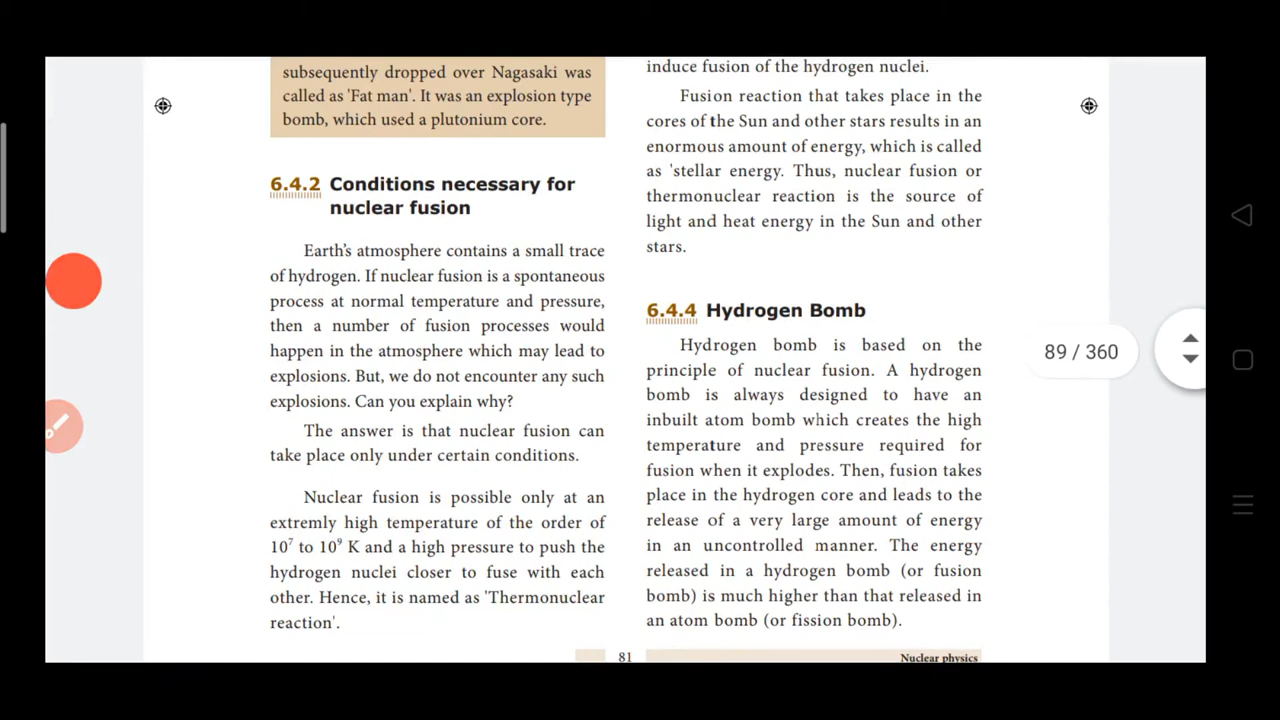 subsequently dropped over Nagasaki was
called as 'Fat man'. It was an explosion type
bomb, which used a plutonium core.
6.4.2 Conditions necessary for
nuclear fusion
Earth's atmosphere contains a small trace
of hydrogen. If nuclear fusion is a spontaneous
process at normal temperature and pressure,
then a number of fusion processes would
happen in the atmosphere which may lead to
explosions. But, we do not encounter any such
explosions. Can you explain why?
The answer is that nuclear fusion can
take place only under certain conditions.
Nuclear fusion is possible only at an
extremely high temperature of the order of
10⁷ to 10⁹ K and a high pressure to push the
hydrogen nuclei closer to fuse with each
other. Hence, it is named as 'Thermonuclear
reaction'.
induce fusion of the hydrogen nuclei.
Fusion reaction that takes place in the
cores of the Sun and other stars results in an
enormous amount of energy, which is called
as 'stellar energy. Thus, nuclear fusion or
thermonuclear reaction is the source of
light and heat energy in the Sun and other
stars.
6.4.4 Hydrogen Bomb
Hydrogen bomb is based on the
principle of nuclear fusion. A hydrogen
bomb is always designed to have an
inbuilt atom bomb which creates the high
temperature and pressure required for
fusion when it explodes. Then, fusion takes
place in the hydrogen core and leads to the
release of a very large amount of energy
in an uncontrolled manner. The energy
released in a hydrogen bomb (or fusion
bomb) is much higher than that released in
an atom bomb (or fission bomb).
81
Nuclear physics
89 / 360